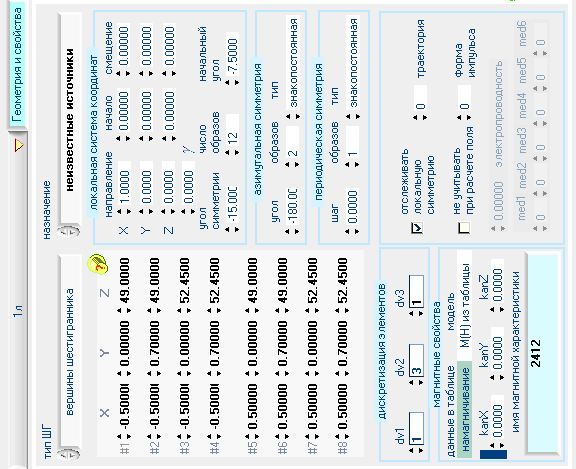 1л
Геометрия и свойства
тип ШГ
вершины шестигранника
X Y Z
#1 -0.5000( 0.00000 49.0000
#2 -0.5000( 0.70000 49.0000
#3 -0.5000( 0.00000 52.4500
#4 -0.5000( 0.70000 52.4500
#5 0.50000 0.00000 49.0000
#6 0.50000 0.70000 49.0000
#7 0.50000 0.00000 52.4500
#8 0.50000 0.70000 52.4500
дискретизация элементов
dv1 dv2 dv3
1 3 1
магнитные свойства
данные в таблице модель
намагничивание M(H) из таблицы
kanX kanY kanZ
0.0000 0.0000 0.0000
имя магнитной характеристики
2412
назначение
неизвестные источники
локальная система координат
направление начало смещение
X 1.0000 0.00000 0.00000
Y 0.0000 0.00000 0.00000
Z 0.0000 0.00000 0.00000
γ
угол симметрии число образов начальный угол
-15.000 12 -7.5000
азимутальная симметрия
угол образов тип
-180.00 2 знакопостоянная
периодическая симметрия
шаг образов тип
0.0000 1 знакопостоянная
отслеживать локальную симметрию
0 траектория
не учитывать при расчете поля
0 Форма импульса
0.00000 электропроводность
med1 med2 med3 med4 med5 med6
0 0 0 0 0 0